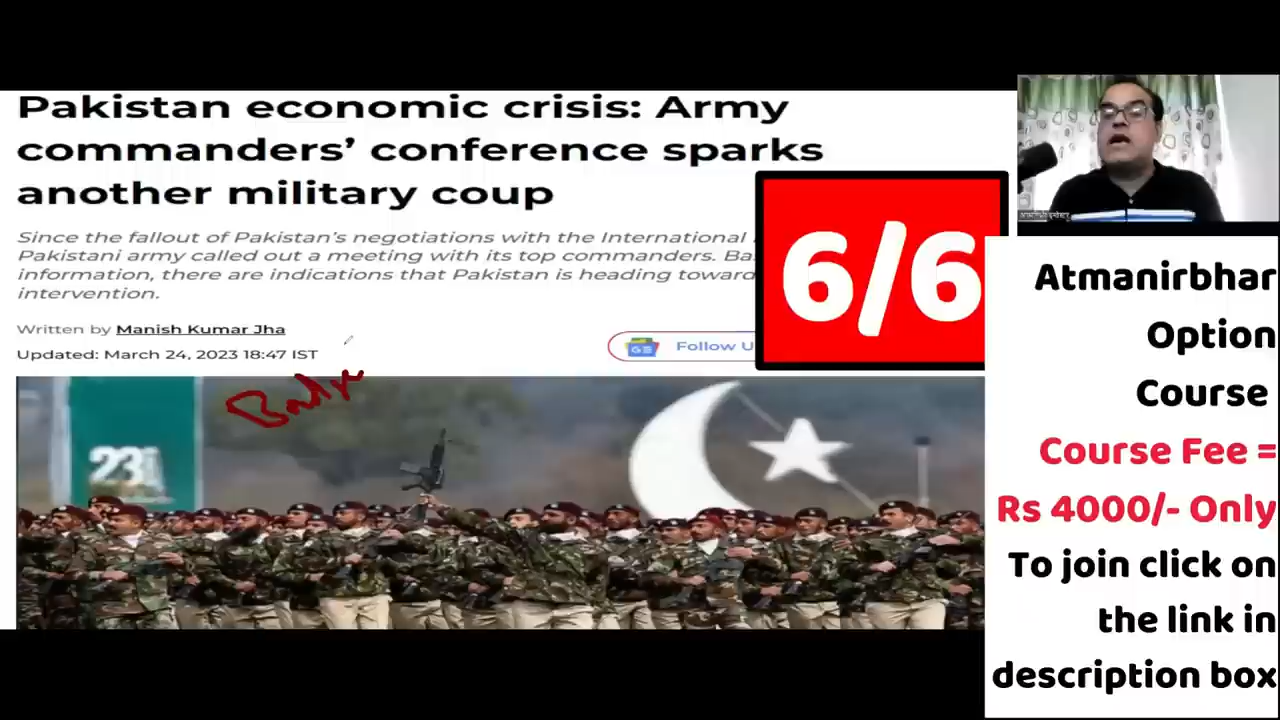 Pakistan economic crisis: Army
commanders’ conference sparks
another military coup
Since the fallout of Pakistan's negotiations with the International
Pakistani army called out a meeting with its top commanders. Ba
information, there are indications that Pakistan is heading toward
intervention.
Written by Manish Kumar Jha
Updated: March 24, 2023 18:47 IST
GE Follow U
6/6
23
Atmanirbhar
Option
Course
Course Fee =
Rs 4000/- Only
To join click on
the link in
description box